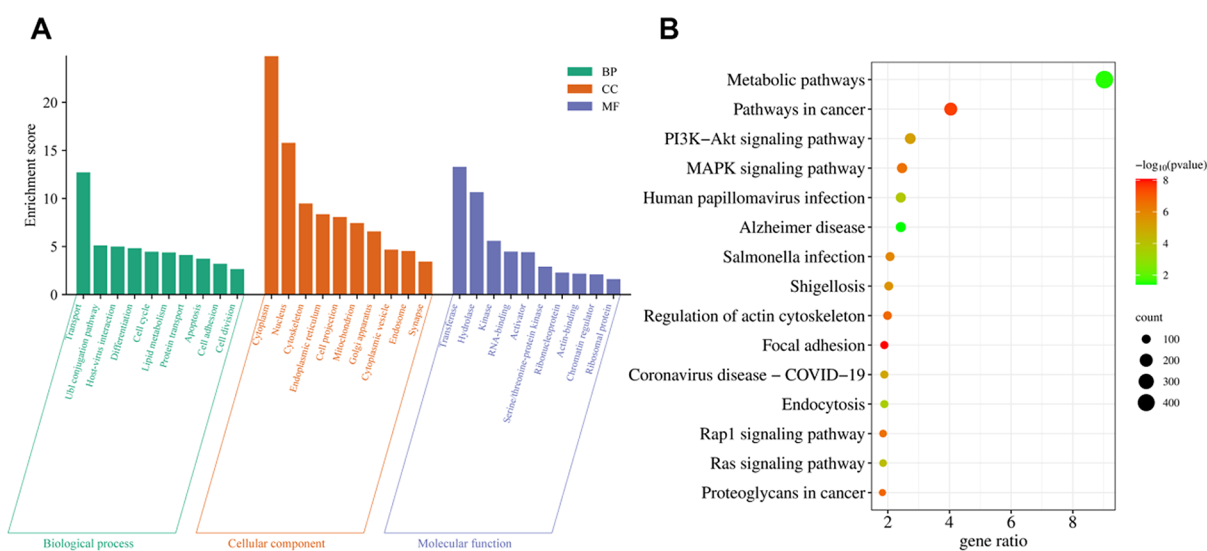 A
B
Enrichment score
20
15
10
5
0
BP
CC
MF
Transport
Ubl conjugation pathway
Host-virus interaction
Differentiation
Cell cycle
Lipid metabolism
Protein transport
Apoptosis
Cell adhesion
Cell division
Cytoplasm
Nucleus
Cytoskeleton
Endoplasmic reticulum
Cell projection
Mitochondrion
Golgi apparatus
Cytoplasmic vesicle
Endosome
Synapse
Transferase
Hydrolase
Kinase
RNA-binding
Activator
Serine/threonine-protein kinase
Ribonucleoprotein
Actin-binding
Chromatin regulator
Ribosomal protein
Biological process
Cellular component
Molecular function
Metabolic pathways
Pathways in cancer
PI3K−Akt signaling pathway
MAPK signaling pathway
Human papillomavirus infection
Alzheimer disease
Salmonella infection
Shigellosis
Regulation of actin cytoskeleton
Focal adhesion
Coronavirus disease − COVID−19
Endocytosis
Rap1 signaling pathway
Ras signaling pathway
Proteoglycans in cancer
2 4 6 8
gene ratio
−log10(pvalue)
8
6
4
2
count
100
200
300
400